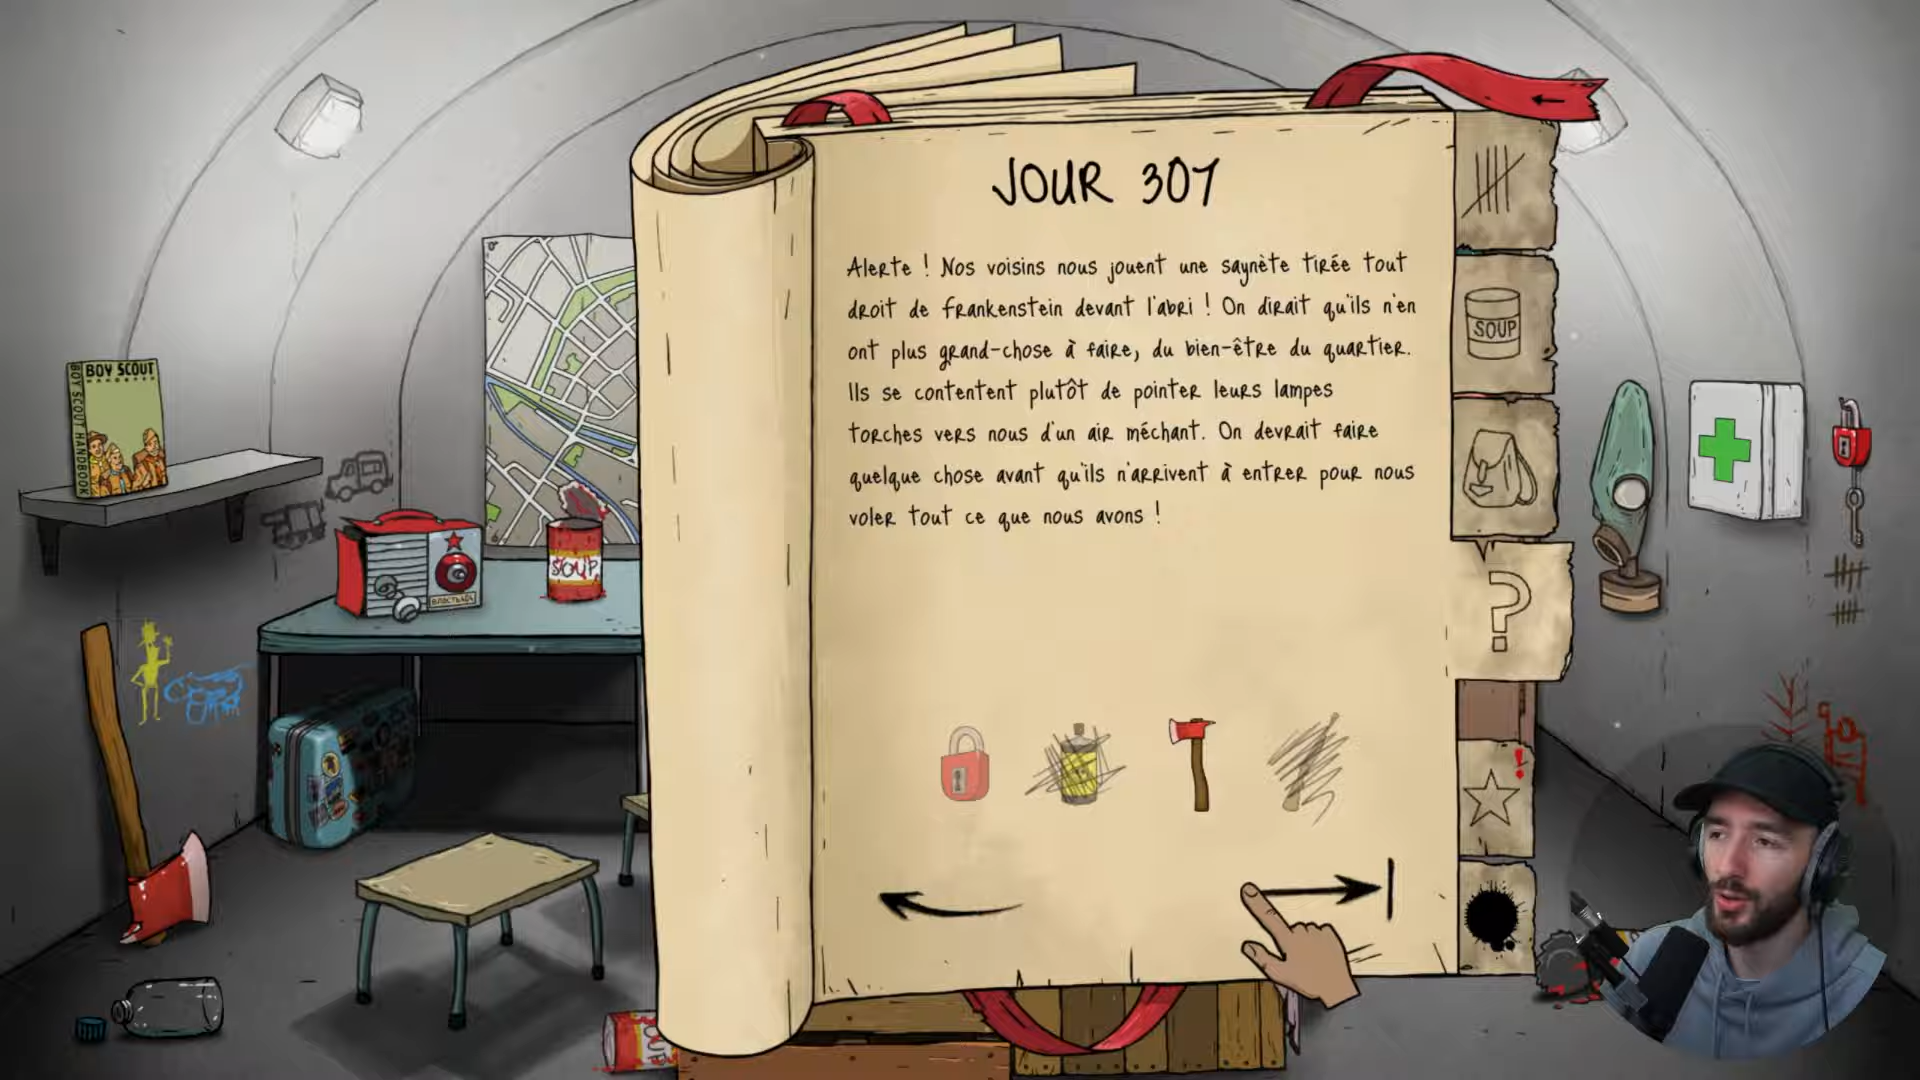 JOUR 307
Alerte ! Nos voisins nous jouent une saynète tirée tout
droit de Frankenstein devant l'abri ! On dirait qu'ils n'en
ont plus grand-chose à faire, du bien-être du quartier.
Ils se contentent plutôt de pointer leurs lampes
torches vers nous d'un air méchant. On devrait faire
quelque chose avant qu'ils n'arrivent à entrer pour nous
voler tout ce que nous avons !
SOUP
?
!
BOY SCOUT
HANDBOOK
BOY SCOUT HANDBOOK
SOUP